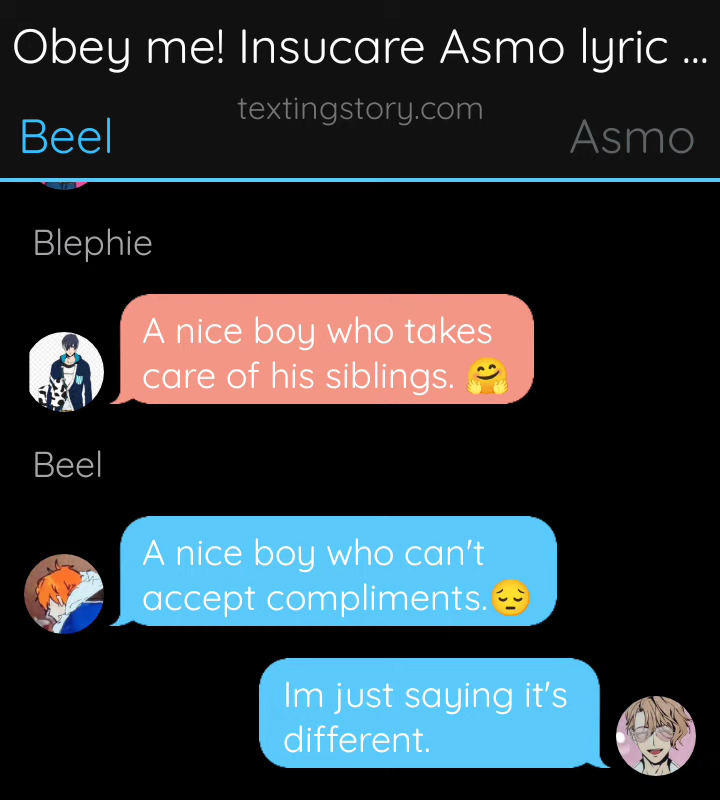 Obey me! Insucare Asmo lyric ...
textingstory.com
Beel
Asmo
Blephie
A nice boy who takes
care of his siblings. 🤗
Beel
A nice boy who can't
accept compliments.😔
Im just saying it's
different.